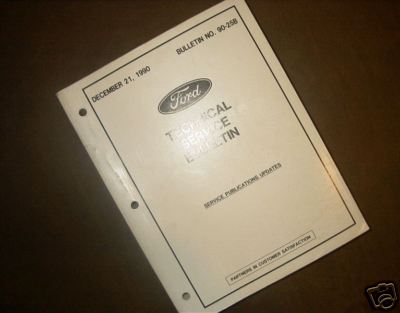 DECEMBER 21, 1990
BULLETIN NO. 90-25B
Ford
TECHNICAL
SERVICE
BULLETIN
SERVICE PUBLICATIONS UPDATES
PARTNERS IN CUSTOMER SATISFACTION